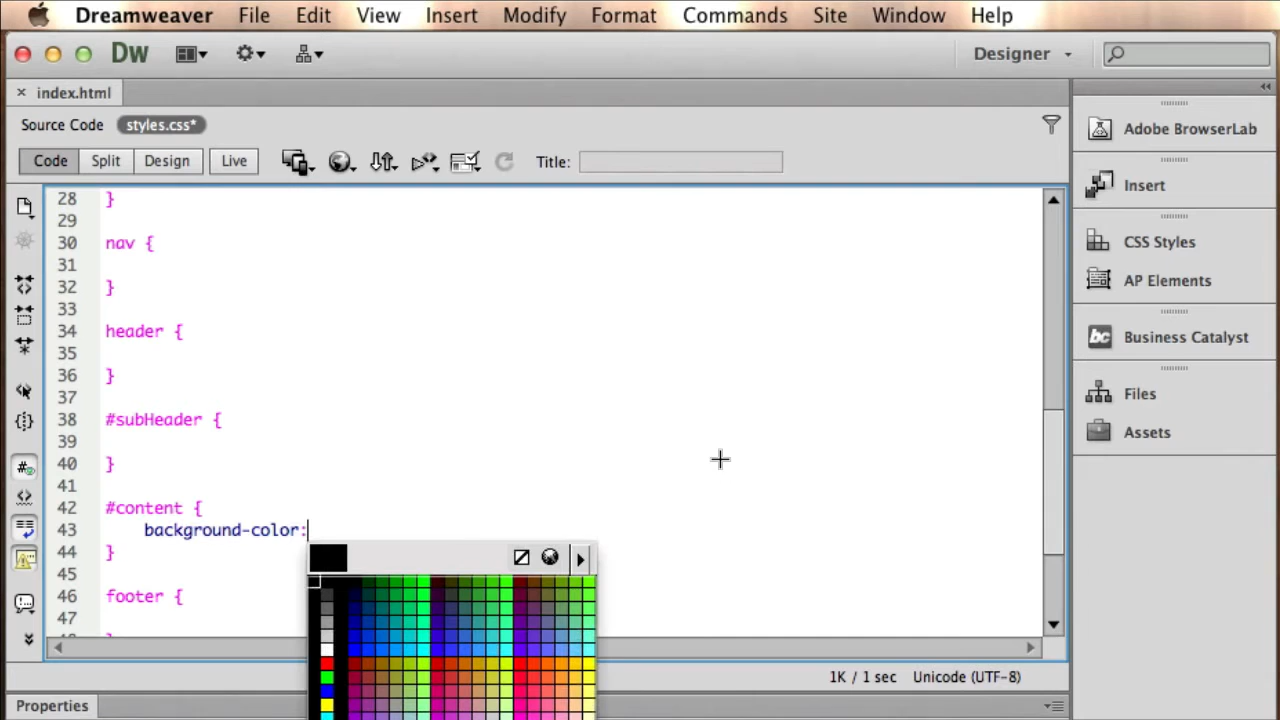 Dreamweaver File Edit View Insert Modify Format Commands Site Window Help
Dw Designer
index.html
Source Code styles.css*
Code Split Design Live Title:
28 }
29
30 nav {
31
32 }
33
34 header {
35
36 }
37
38 #subHeader {
39
40 }
41
42 #content {
43 background-color:
44 }
45
46 footer {
47
1K / 1 sec Unicode (UTF-8)
Properties
Adobe BrowserLab
Insert
CSS Styles
AP Elements
bc Business Catalyst
Files
Assets